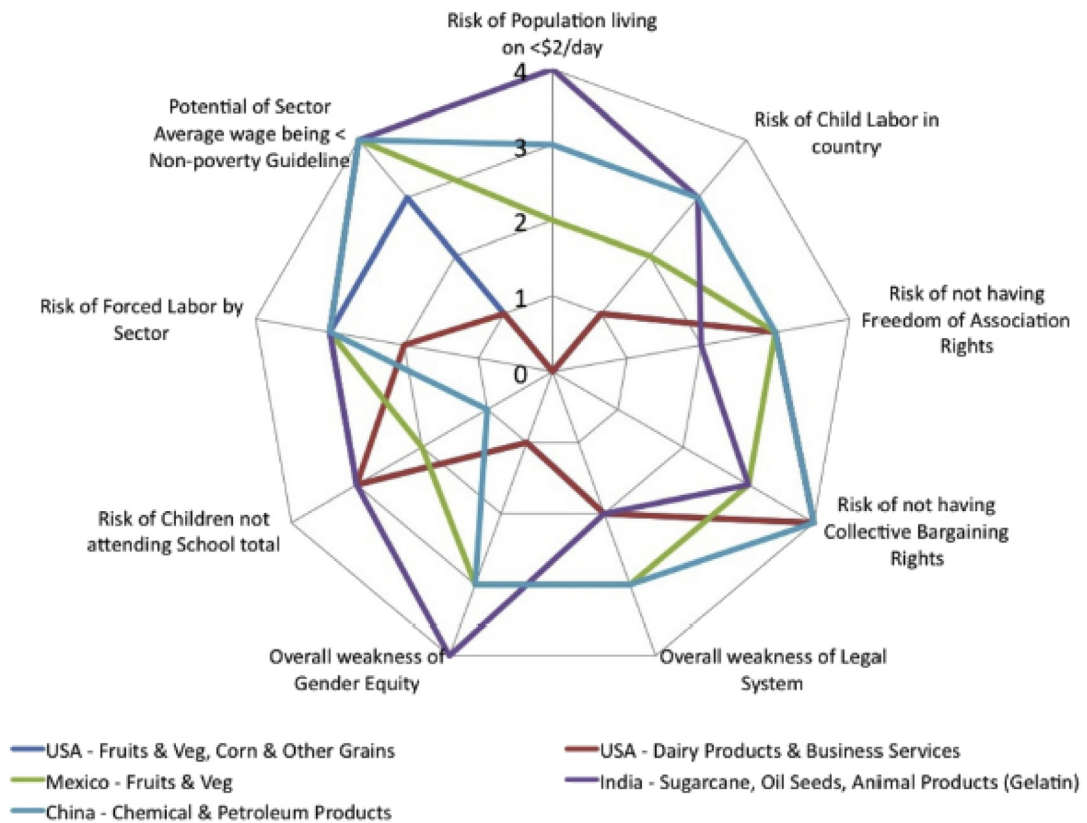 Risk of Population living
on <$2/day
Potential of Sector
Average wage being <
Non-poverty Guideline
Risk of Child Labor in
country
Risk of Forced Labor by
Sector
Risk of not having
Freedom of Association
Rights
4
3
2
1
0
Risk of Children not
attending School total
Risk of not having
Collective Bargaining
Rights
Overall weakness of
Gender Equity
Overall weakness of Legal
System
USA - Fruits & Veg, Corn & Other Grains
USA - Dairy Products & Business Services
Mexico - Fruits & Veg
India - Sugarcane, Oil Seeds, Animal Products (Gelatin)
China - Chemical & Petroleum Products